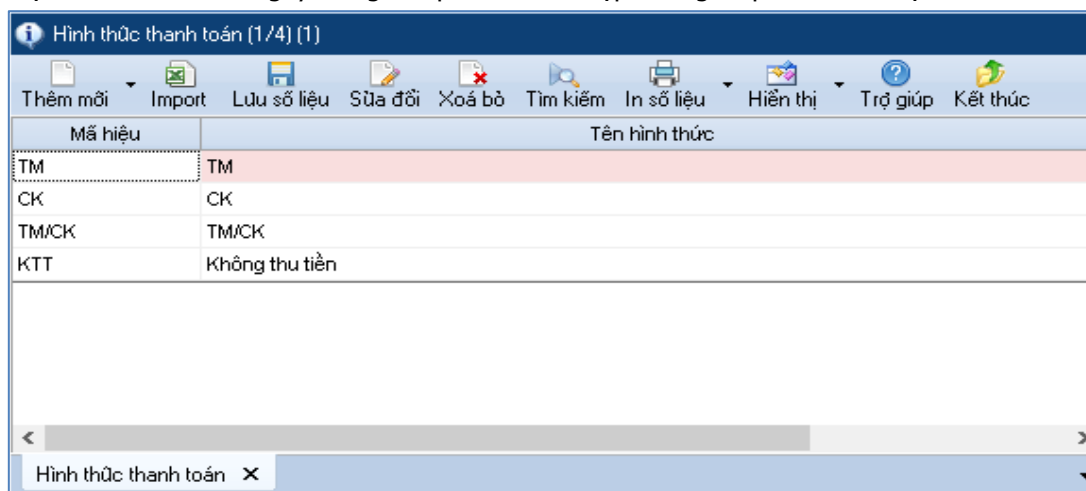 Hình thức thanh toán (1/4) (1)
Thêm mới Import Lưu số liệu Sửa đổi Xoá bỏ Tìm kiếm In số liệu Hiển thị Trợ giúp Kết thúc
Mã hiệu Tên hình thức
TM TM
CK CK
TM/CK TM/CK
KTT Không thu tiền
Hình thức thanh toán